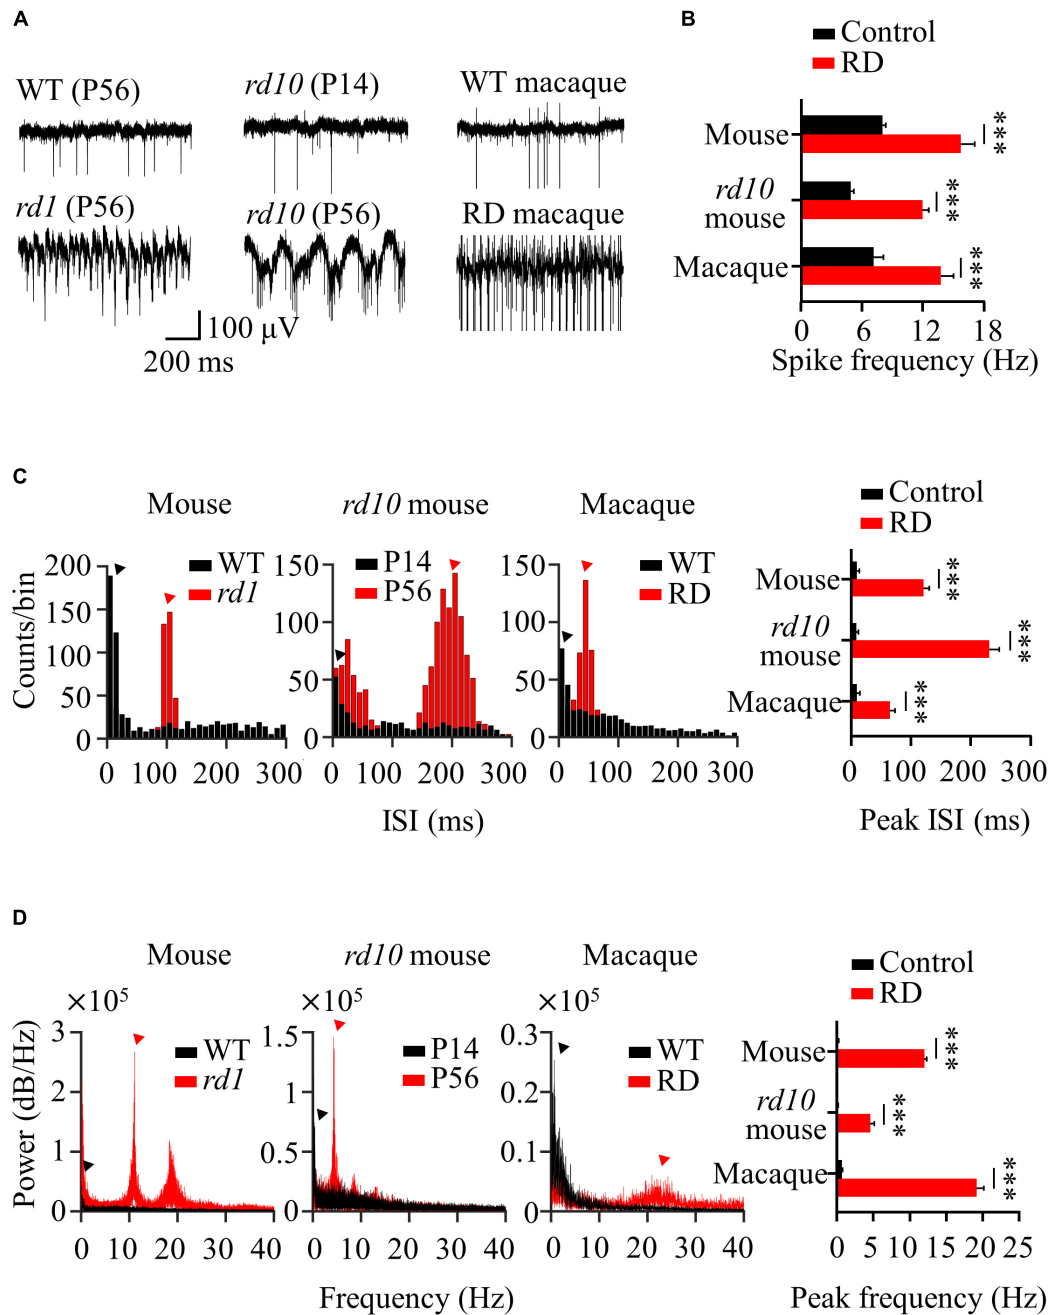 A
WT (P56)
rd10 (P14)
WT macaque
rd1 (P56)
rd10 (P56)
RD macaque
100 μV
200 ms
B
Control
RD
Mouse
***
rd10
mouse
***
Macaque
***
0 6 12 18
Spike frequency (Hz)
C
Mouse
rd10 mouse
Macaque
Counts/bin
200
150
100
50
0
WT
rd1
0 100 200 300
150
100
50
0
P14
P56
0 100 200 300
150
100
50
0
WT
RD
0 100 200 300
ISI (ms)
Control
RD
Mouse
***
rd10
mouse
***
Macaque
***
0 100 200 300
Peak ISI (ms)
D
Mouse
rd10 mouse
Macaque
Power (dB/Hz)
×10⁵
3
2
1
0
WT
rd1
0 10 20 30 40
×10⁵
1.5
1
0.5
0
P14
P56
0 10 20 30 40
×10⁵
0.3
0.2
0.1
0
WT
RD
0 10 20 30 40
Frequency (Hz)
Control
RD
Mouse
***
rd10
mouse
***
Macaque
***
0 5 10 15 20 25
Peak frequency (Hz)